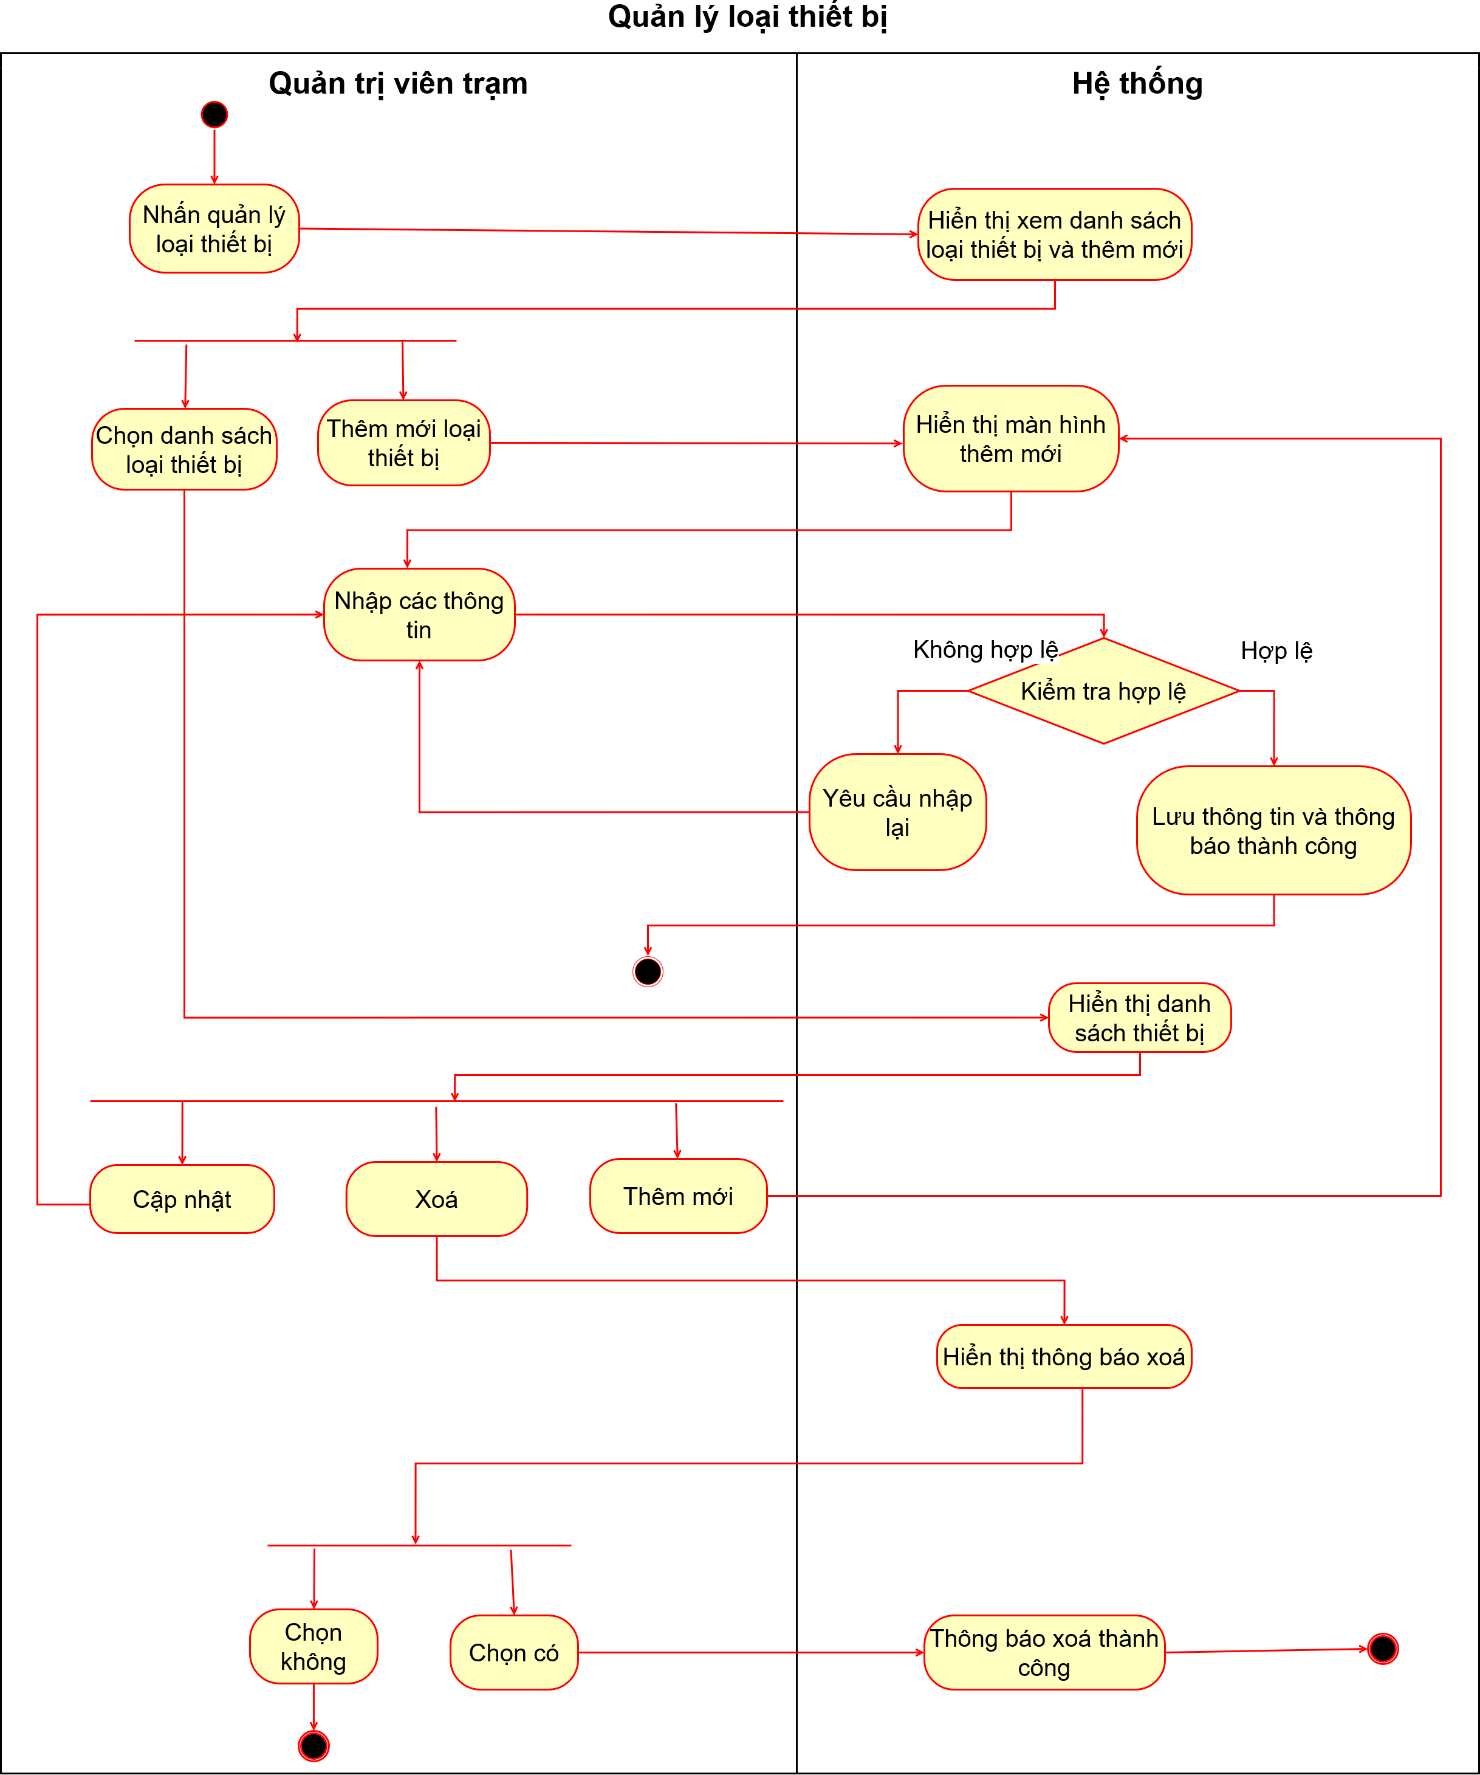 Quản lý loại thiết bị
Quản trị viên trạm
Hệ thống
Nhấn quản lý
loại thiết bị
Hiển thị xem danh sách
loại thiết bị và thêm mới
Chọn danh sách
loại thiết bị
Thêm mới loại
thiết bị
Hiển thị màn hình
thêm mới
Nhập các thông
tin
Không hợp lệ
Hợp lệ
Kiểm tra hợp lệ
Yêu cầu nhập
lại
Lưu thông tin và thông
báo thành công
Hiển thị danh
sách thiết bị
Cập nhật
Xoá
Thêm mới
Hiển thị thông báo xoá
Chọn
không
Chọn có
Thông báo xoá thành
công